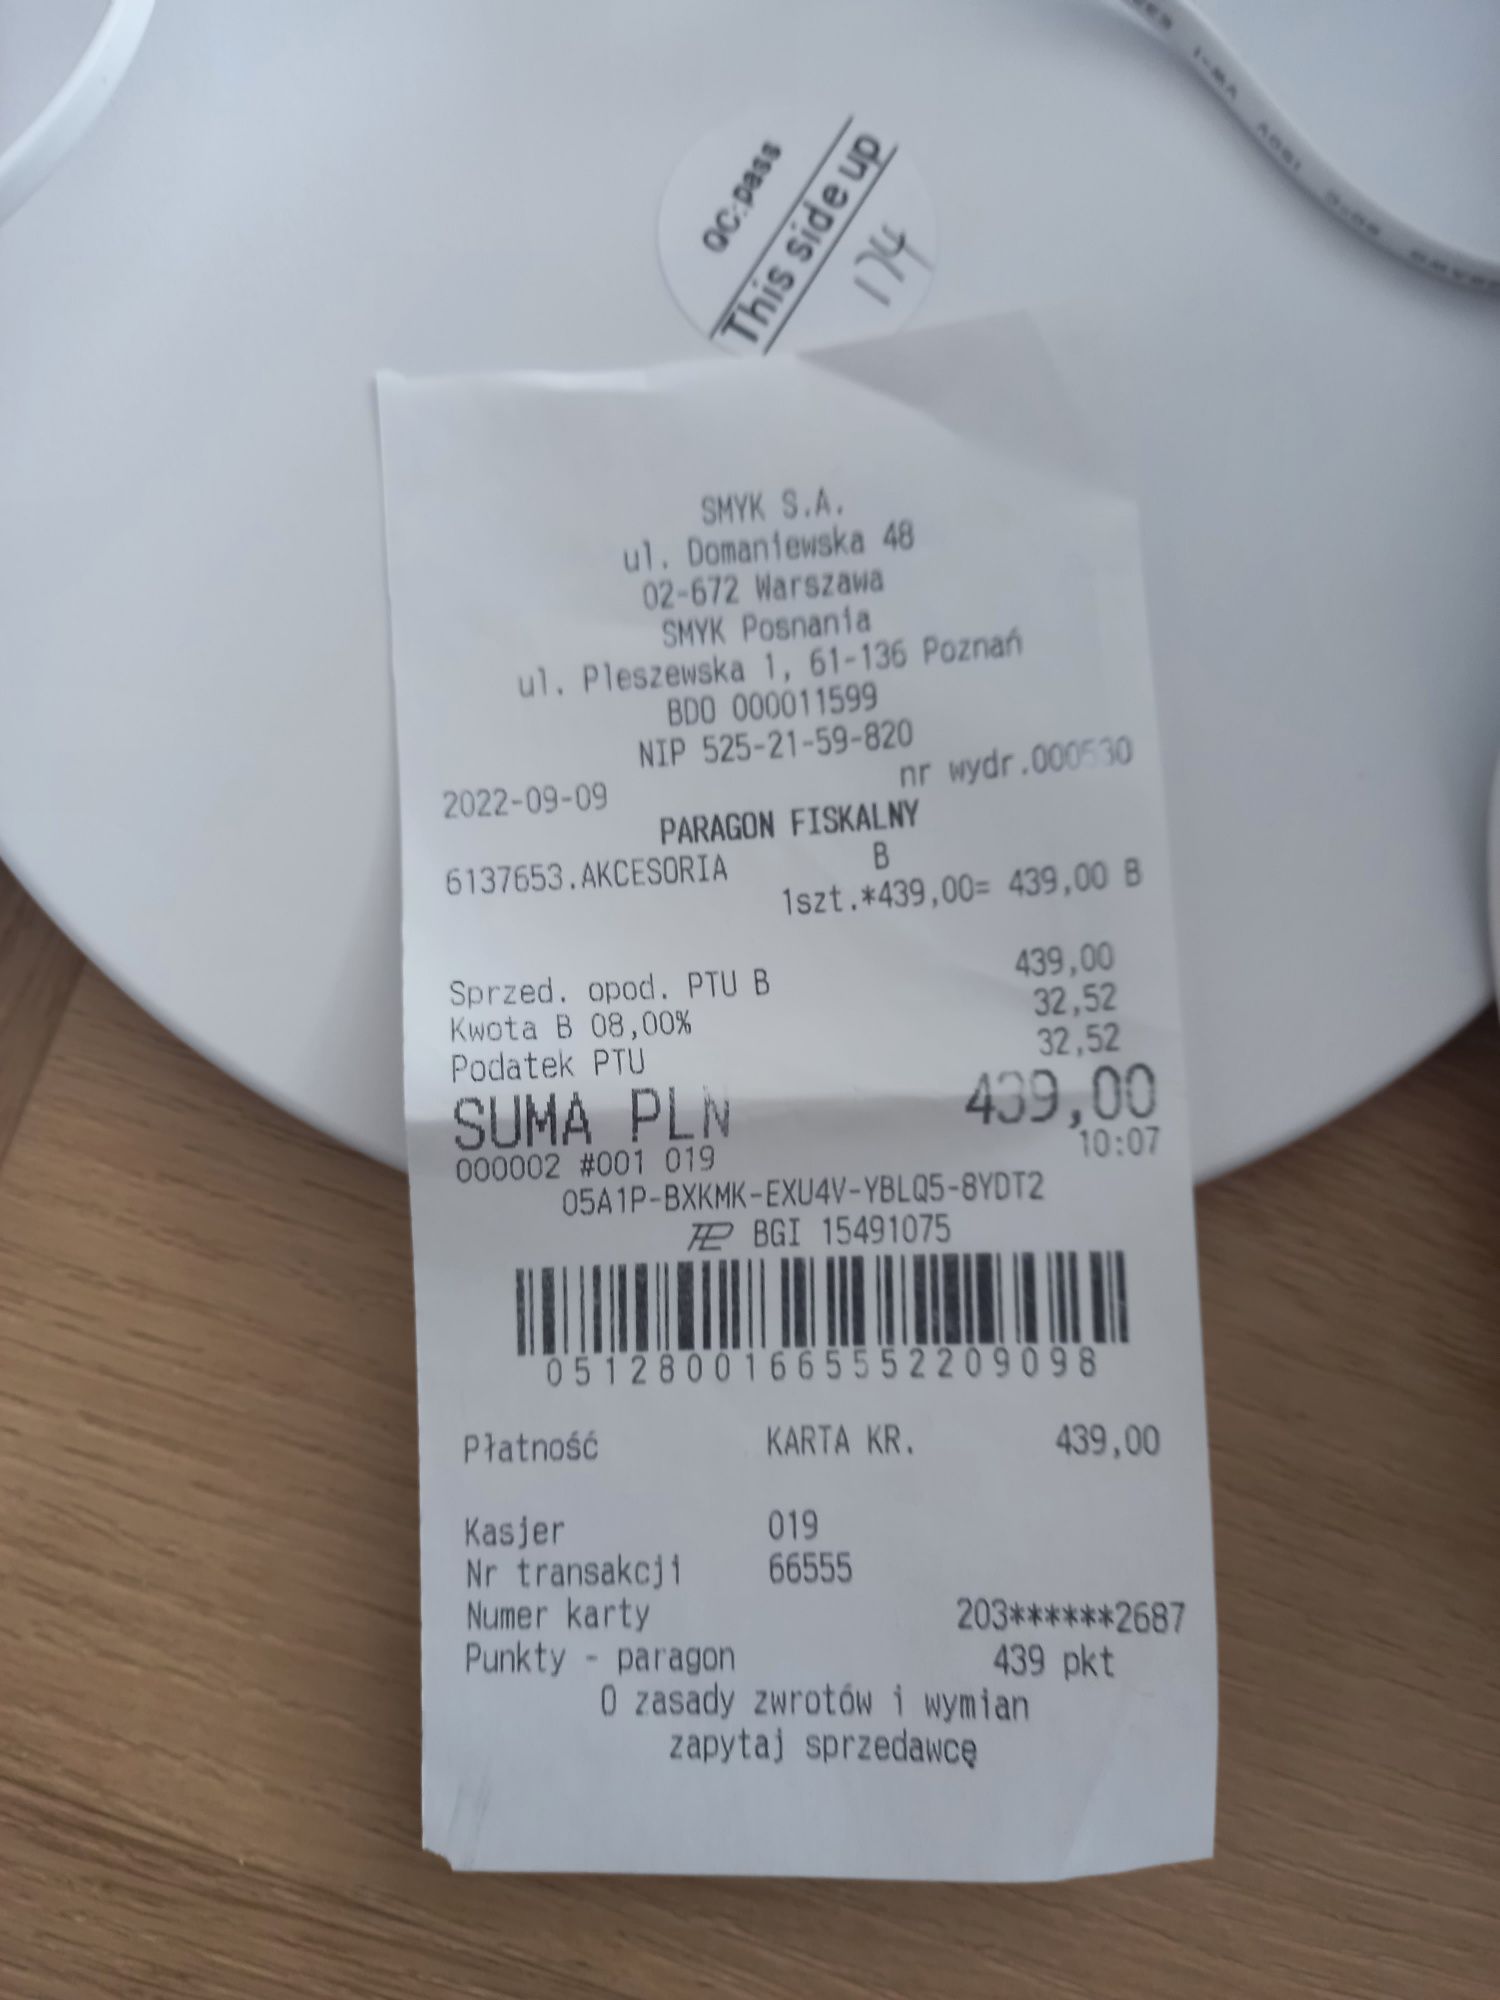 QC:pass
This side up
174
SMYK S.A.
ul. Domaniewska 48
02-672 Warszawa
SMYK Posnania
ul. Pleszewska 1, 61-136 Poznań
BDO 000011599
NIP 525-21-59-820
2022-09-09 nr wydr.000530
PARAGON FISKALNY
6137653.AKCESORIA B
1szt.*439,00= 439,00 B
Sprzed. opod. PTU B 439,00
Kwota B 08,00% 32,52
Podatek PTU 32,52
SUMA PLN 439,00
000002 #001 019 10:07
05A1P-BXKMK-EXU4V-YBLQ5-8YDT2
BGI 15491075
05128001665552209098
Płatność KARTA KR. 439,00
Kasjer 019
Nr transakcji 66555
Numer karty 203******2687
Punkty - paragon 439 pkt
O zasady zwrotów i wymian
zapytaj sprzedawcę